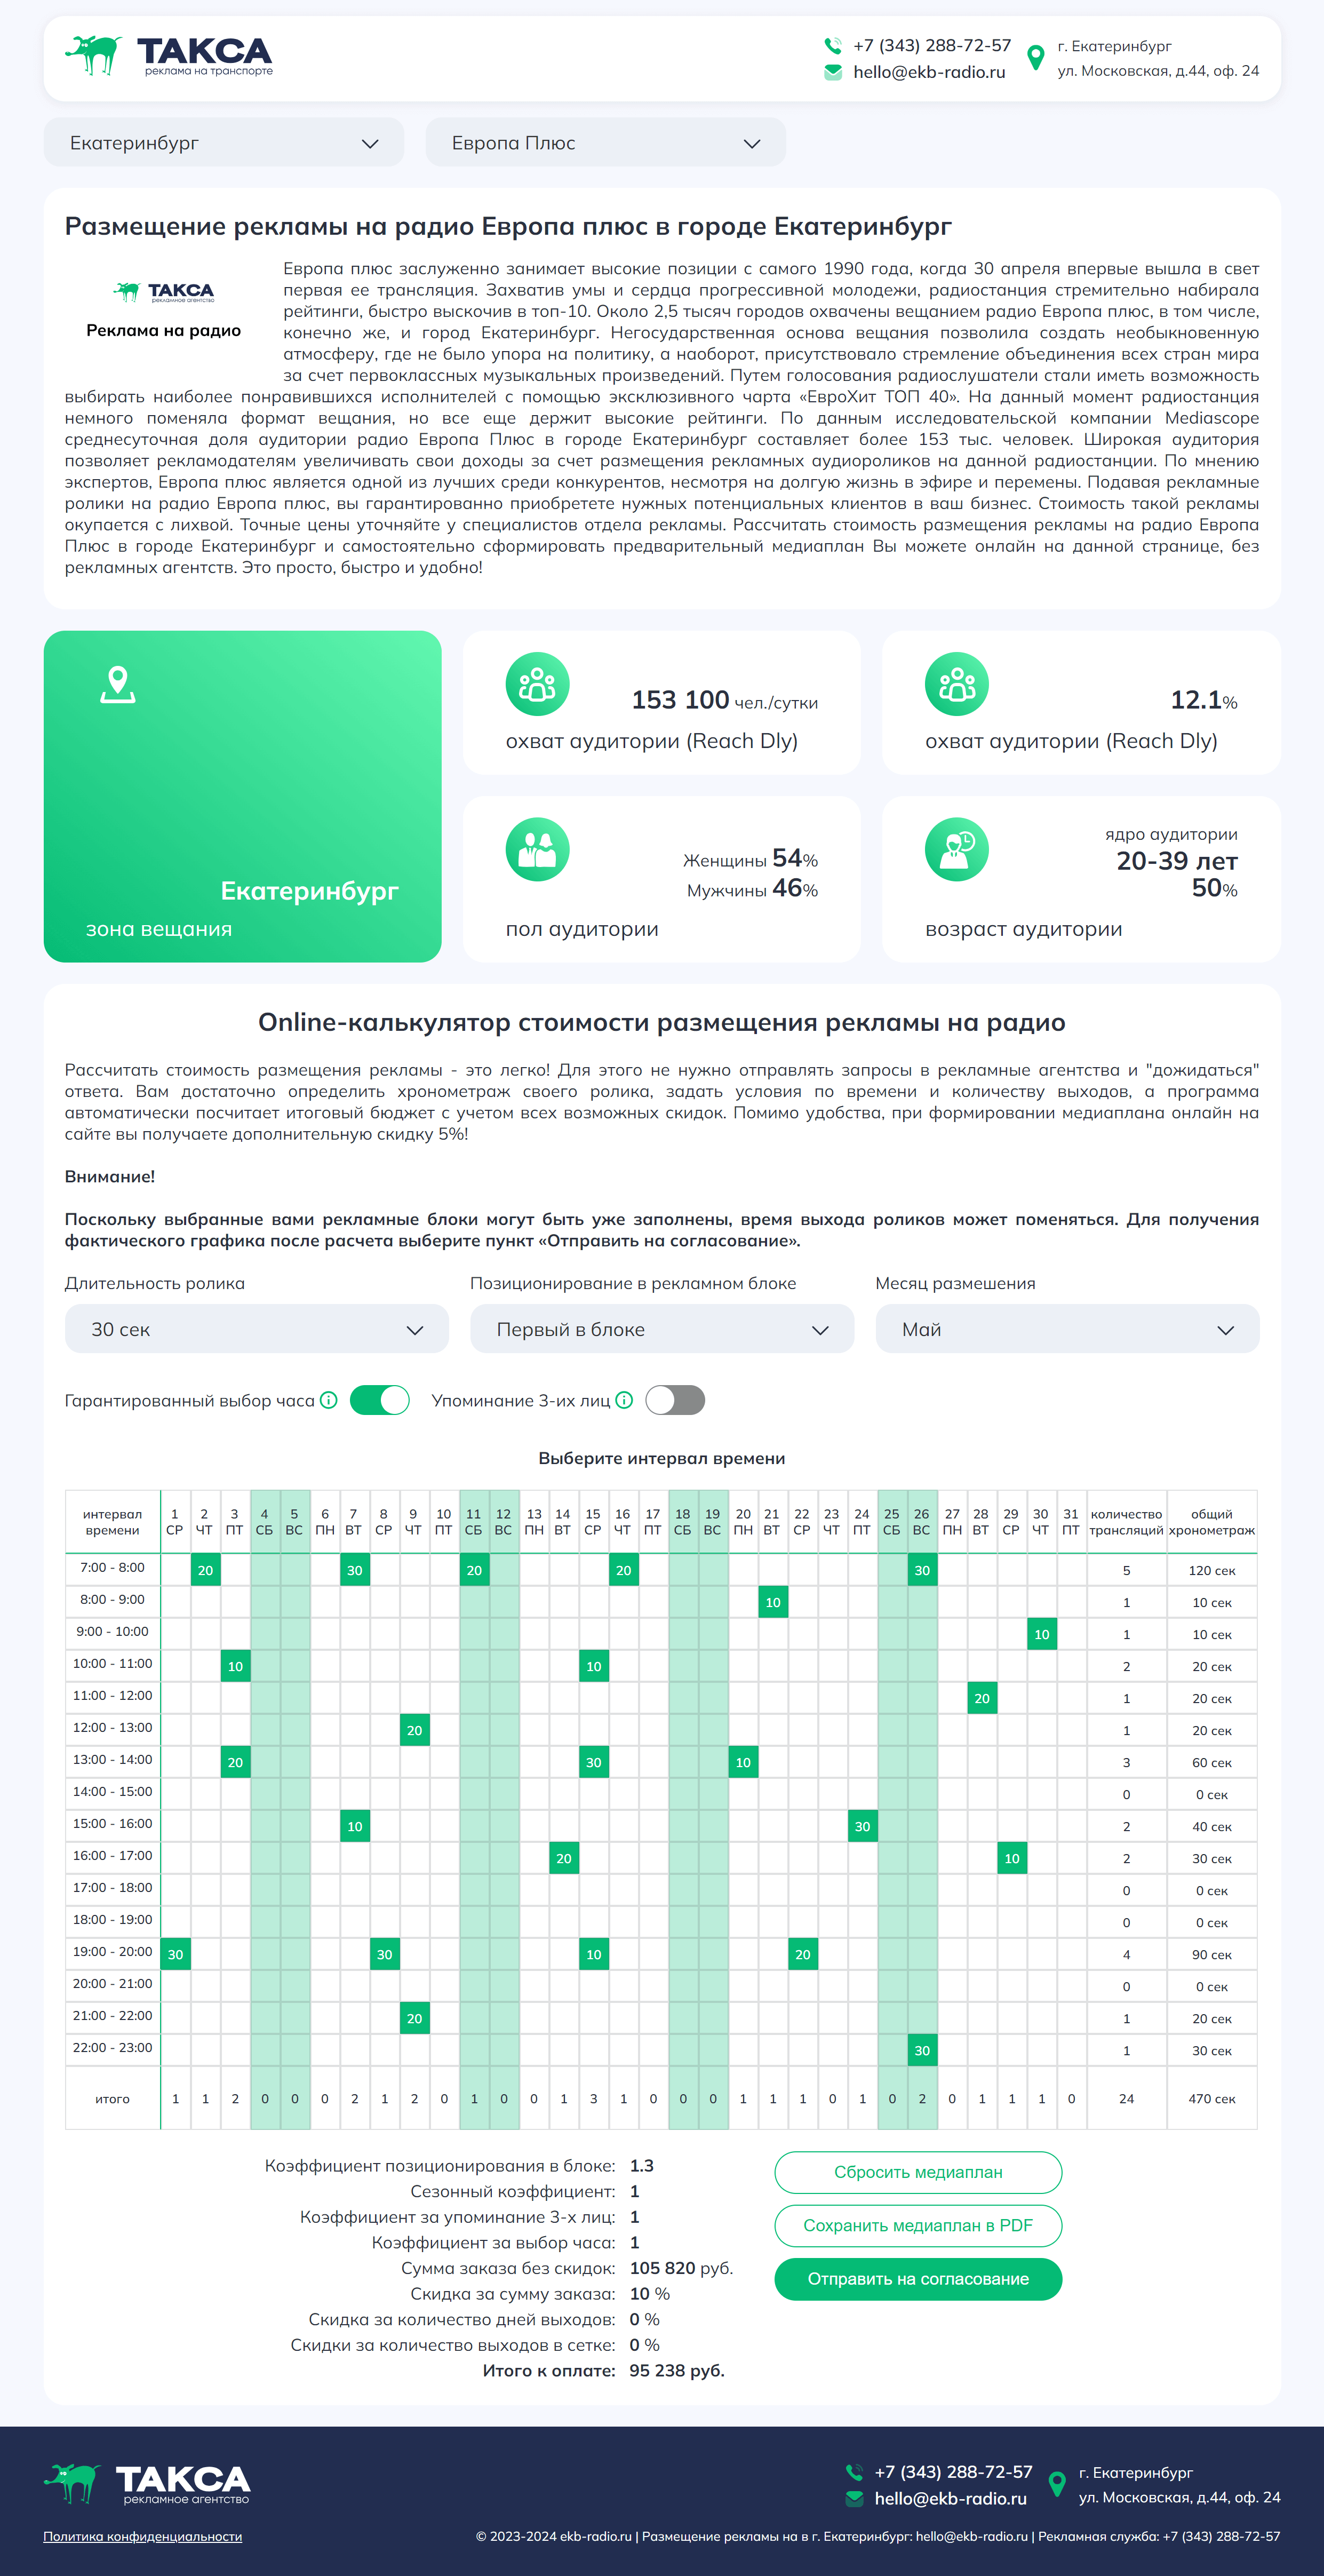 ТАКСА
реклама на транспорте
+7 (343) 288-72-57
hello@ekb-radio.ru
г. Екатеринбург
ул. Московская, д.44, оф. 24
Екатеринбург
Европа Плюс
Размещение рекламы на радио Европа плюс в городе Екатеринбург
ТАКСА
рекламное агентство
Реклама на радио
Европа плюс заслуженно занимает высокие позиции с самого 1990 года, когда 30 апреля впервые вышла в свет
первая ее трансляция. Захватив умы и сердца прогрессивной молодежи, радиостанция стремительно набирала
рейтинги, быстро выскочив в топ-10. Около 2,5 тысяч городов охвачены вещанием радио Европа плюс, в том числе,
конечно же, и город Екатеринбург. Негосударственная основа вещания позволила создать необыкновенную
атмосферу, где не было упора на политику, а наоборот, присутствовало стремление объединения всех стран мира
за счет первоклассных музыкальных произведений. Путем голосования радиослушатели стали иметь возможность
выбирать наиболее понравившихся исполнителей с помощью эксклюзивного чарта «ЕвроХит ТОП 40». На данный момент радиостанция
немного поменяла формат вещания, но все еще держит высокие рейтинги. По данным исследовательской компании Mediascope
среднесуточная доля аудитории радио Европа Плюс в городе Екатеринбург составляет более 153 тыс. человек. Широкая аудитория
позволяет рекламодателям увеличивать свои доходы за счет размещения рекламных аудиороликов на данной радиостанции. По мнению
экспертов, Европа плюс является одной из лучших среди конкурентов, несмотря на долгую жизнь в эфире и перемены. Подавая рекламные
ролики на радио Европа плюс, вы гарантированно приобретете нужных потенциальных клиентов в ваш бизнес. Стоимость такой рекламы
окупается с лихвой. Точные цены уточняйте у специалистов отдела рекламы. Рассчитать стоимость размещения рекламы на радио Европа
Плюс в городе Екатеринбург и самостоятельно сформировать предварительный медиаплан Вы можете онлайн на данной странице, без
рекламных агентств. Это просто, быстро и удобно!
Екатеринбург
зона вещания
153 100 чел./сутки
охват аудитории (Reach Dly)
12.1%
охват аудитории (Reach Dly)
Женщины 54%
Мужчины 46%
пол аудитории
ядро аудитории
20-39 лет
50%
возраст аудитории
Online-калькулятор стоимости размещения рекламы на радио
Рассчитать стоимость размещения рекламы - это легко! Для этого не нужно отправлять запросы в рекламные агентства и "дожидаться"
ответа. Вам достаточно определить хронометраж своего ролика, задать условия по времени и количеству выходов, а программа
автоматически посчитает итоговый бюджет с учетом всех возможных скидок. Помимо удобства, при формировании медиаплана онлайн на
сайте вы получаете дополнительную скидку 5%!
Внимание!
Поскольку выбранные вами рекламные блоки могут быть уже заполнены, время выхода роликов может поменяться. Для получения
фактического графика после расчета выберите пункт «Отправить на согласование».
Длительность ролика
Позиционирование в рекламном блоке
Месяц размешения
30 сек
Первый в блоке
Май
Гарантированный выбор часа
Упоминание 3-их лиц
Выберите интервал времени
интервал 1 2 3 4 5 6 7 8 9 10 11 12 13 14 15 16 17 18 19 20 21 22 23 24 25 26 27 28 29 30 31 количество общий
времени СР ЧТ ПТ СБ ВС ПН ВТ СР ЧТ ПТ СБ ВС ПН ВТ СР ЧТ ПТ СБ ВС ПН ВТ СР ЧТ ПТ СБ ВС ПН ВТ СР ЧТ ПТ трансляций хронометраж
7:00 - 8:00 20 30 20 20 30 5 120 сек
8:00 - 9:00 10 1 10 сек
9:00 - 10:00 10 1 10 сек
10:00 - 11:00 10 10 2 20 сек
11:00 - 12:00 20 1 20 сек
12:00 - 13:00 20 1 20 сек
13:00 - 14:00 20 30 10 3 60 сек
14:00 - 15:00 0 0 сек
15:00 - 16:00 10 30 2 40 сек
16:00 - 17:00 20 10 2 30 сек
17:00 - 18:00 0 0 сек
18:00 - 19:00 0 0 сек
19:00 - 20:00 30 30 10 20 4 90 сек
20:00 - 21:00 0 0 сек
21:00 - 22:00 20 1 20 сек
22:00 - 23:00 30 1 30 сек
итого 1 1 2 0 0 0 2 1 2 0 1 0 0 1 3 1 0 0 0 1 1 1 0 1 0 2 0 1 1 1 0 24 470 сек
Коэффициент позиционирования в блоке: 1.3
Сезонный коэффициент: 1
Коэффициент за упоминание 3-х лиц: 1
Коэффициент за выбор часа: 1
Сумма заказа без скидок: 105 820 руб.
Скидка за сумму заказа: 10 %
Скидка за количество дней выходов: 0 %
Скидки за количество выходов в сетке: 0 %
Итого к оплате: 95 238 руб.
Сбросить медиаплан
Сохранить медиаплан в PDF
Отправить на согласование
ТАКСА
рекламное агентство
+7 (343) 288-72-57
hello@ekb-radio.ru
г. Екатеринбург
ул. Московская, д.44, оф. 24
Политика конфиденциальности
© 2023-2024 ekb-radio.ru | Размещение рекламы на в г. Екатеринбург: hello@ekb-radio.ru | Рекламная служба: +7 (343) 288-72-57